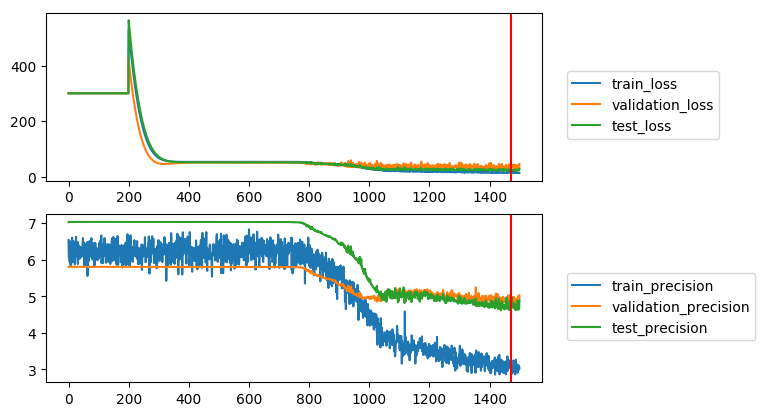 400
200
0
0 200 400 600 800 1000 1200 1400
train_loss
validation_loss
test_loss
7
6
5
4
3
0 200 400 600 800 1000 1200 1400
train_precision
validation_precision
test_precision